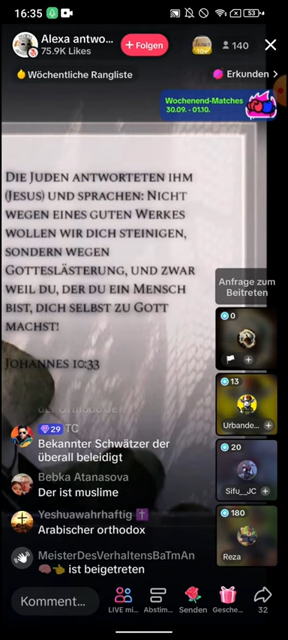 16:35
53
Alexa antwo...
75.9K Likes
+ Folgen
140
Wöchentliche Rangliste
Erkunden >
Wochenend-Matches
30.09. - 01.10.
Die Juden antworteten ihm
(Jesus) und sprachen: Nicht
wegen eines guten Werkes
wollen wir dich steinigen,
sondern wegen
Gotteslästerung, und zwar
weil du, der du ein Mensch
bist, dich selbst zu Gott
machst!
Johannes 10:33
Anfrage zum
Beitreten
0
13
Urbande...
20
Sifu__JC
180
Reza
29 TC
Bekannter Schwätzer der
überall beleidigt
Bebka Atanasova
Der ist muslime
Yeshuawahrhaftig
Arabischer orthodox
MeisterDesVerhaltensBaTmAn
ist beigetreten
Komment...
LIVE mi...
Abstim...
Senden
Gesche...
32